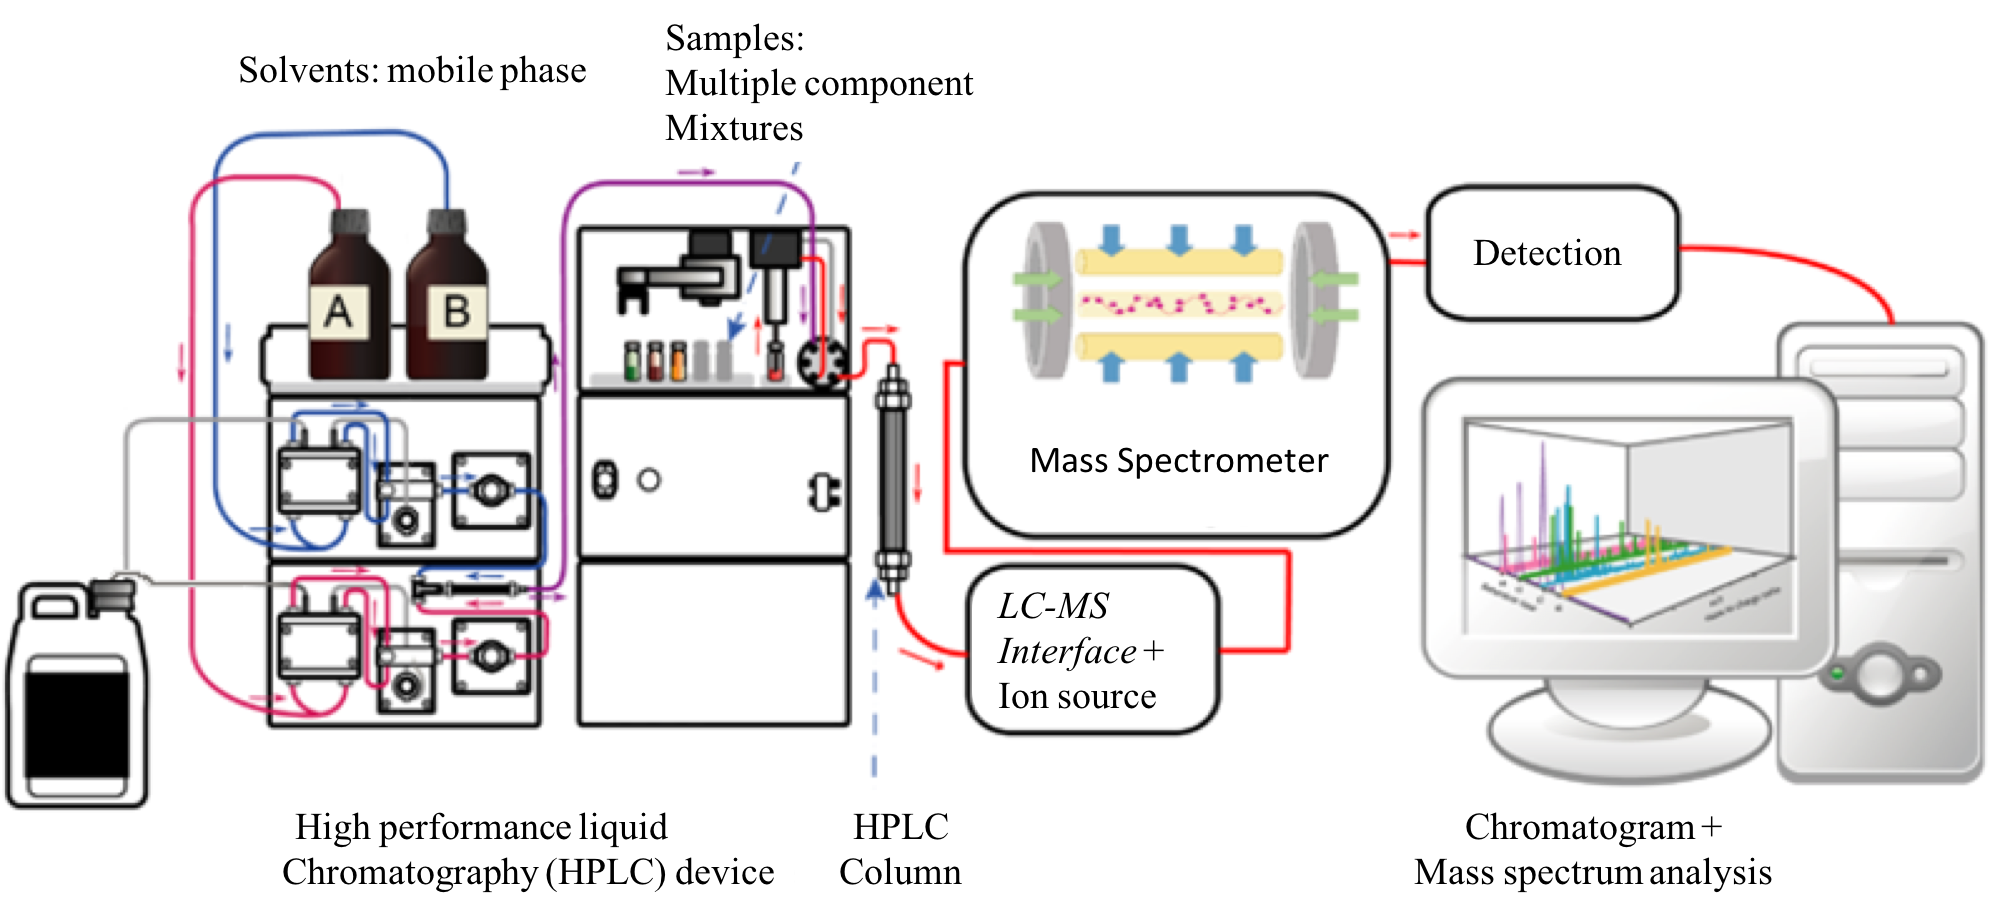 Solvents: mobile phase
Samples:
Multiple component
Mixtures
A
B
Mass Spectrometer
Detection
LC-MS
Interface +
Ion source
High performance liquid
Chromatography (HPLC) device
HPLC
Column
Chromatogram +
Mass spectrum analysis